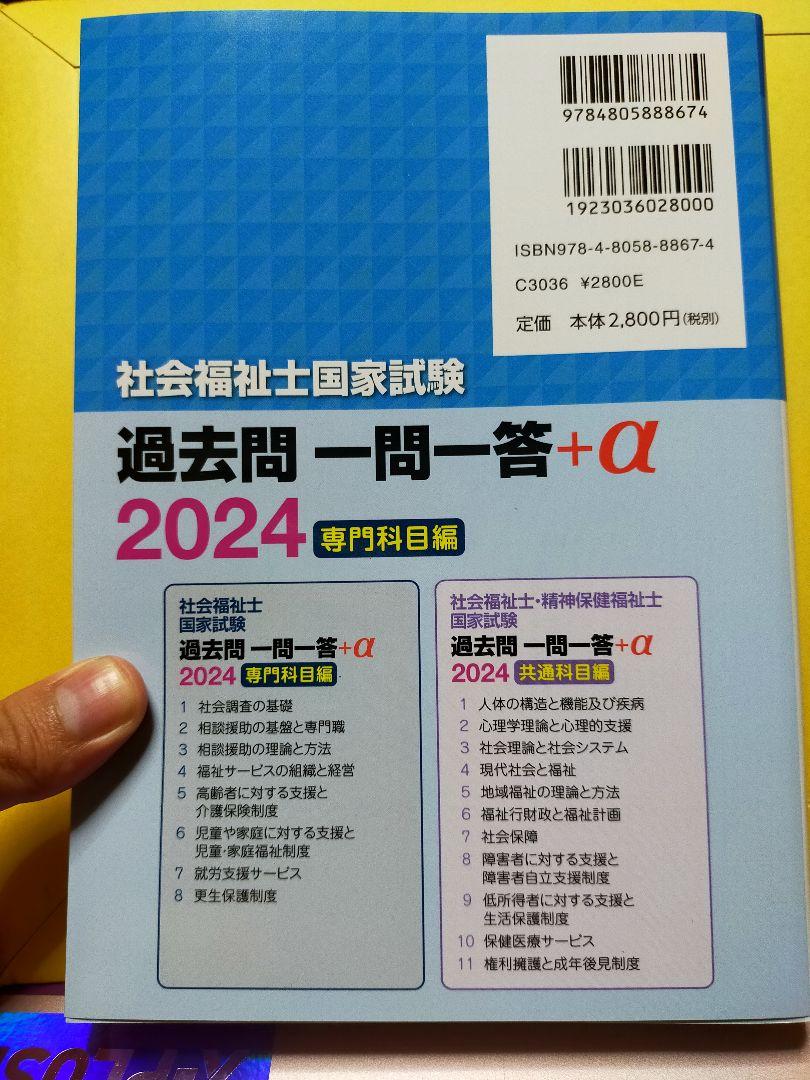 9784805888674
1923036028000
ISBN978-4-8058-8867-4
C3036 ¥2800E
定価 本体2,800円(税別)
社会福祉士国家試験
過去問 一問一答+α
2024 専門科目編
社会福祉士
国家試験
過去問 一問一答+α
2024 専門科目編
1 社会調査の基礎
2 相談援助の基盤と専門職
3 相談援助の理論と方法
4 福祉サービスの組織と経営
5 高齢者に対する支援と
介護保険制度
6 児童や家庭に対する支援と
児童・家庭福祉制度
7 就労支援サービス
8 更生保護制度
社会福祉士・精神保健福祉士
国家試験
過去問 一問一答+α
2024 共通科目編
1 人体の構造と機能及び疾病
2 心理学理論と心理的支援
3 社会理論と社会システム
4 現代社会と福祉
5 地域福祉の理論と方法
6 福祉行財政と福祉計画
7 社会保障
8 障害者に対する支援と
障害者自立支援制度
9 低所得者に対する支援と
生活保護制度
10 保健医療サービス
11 権利擁護と成年後見制度